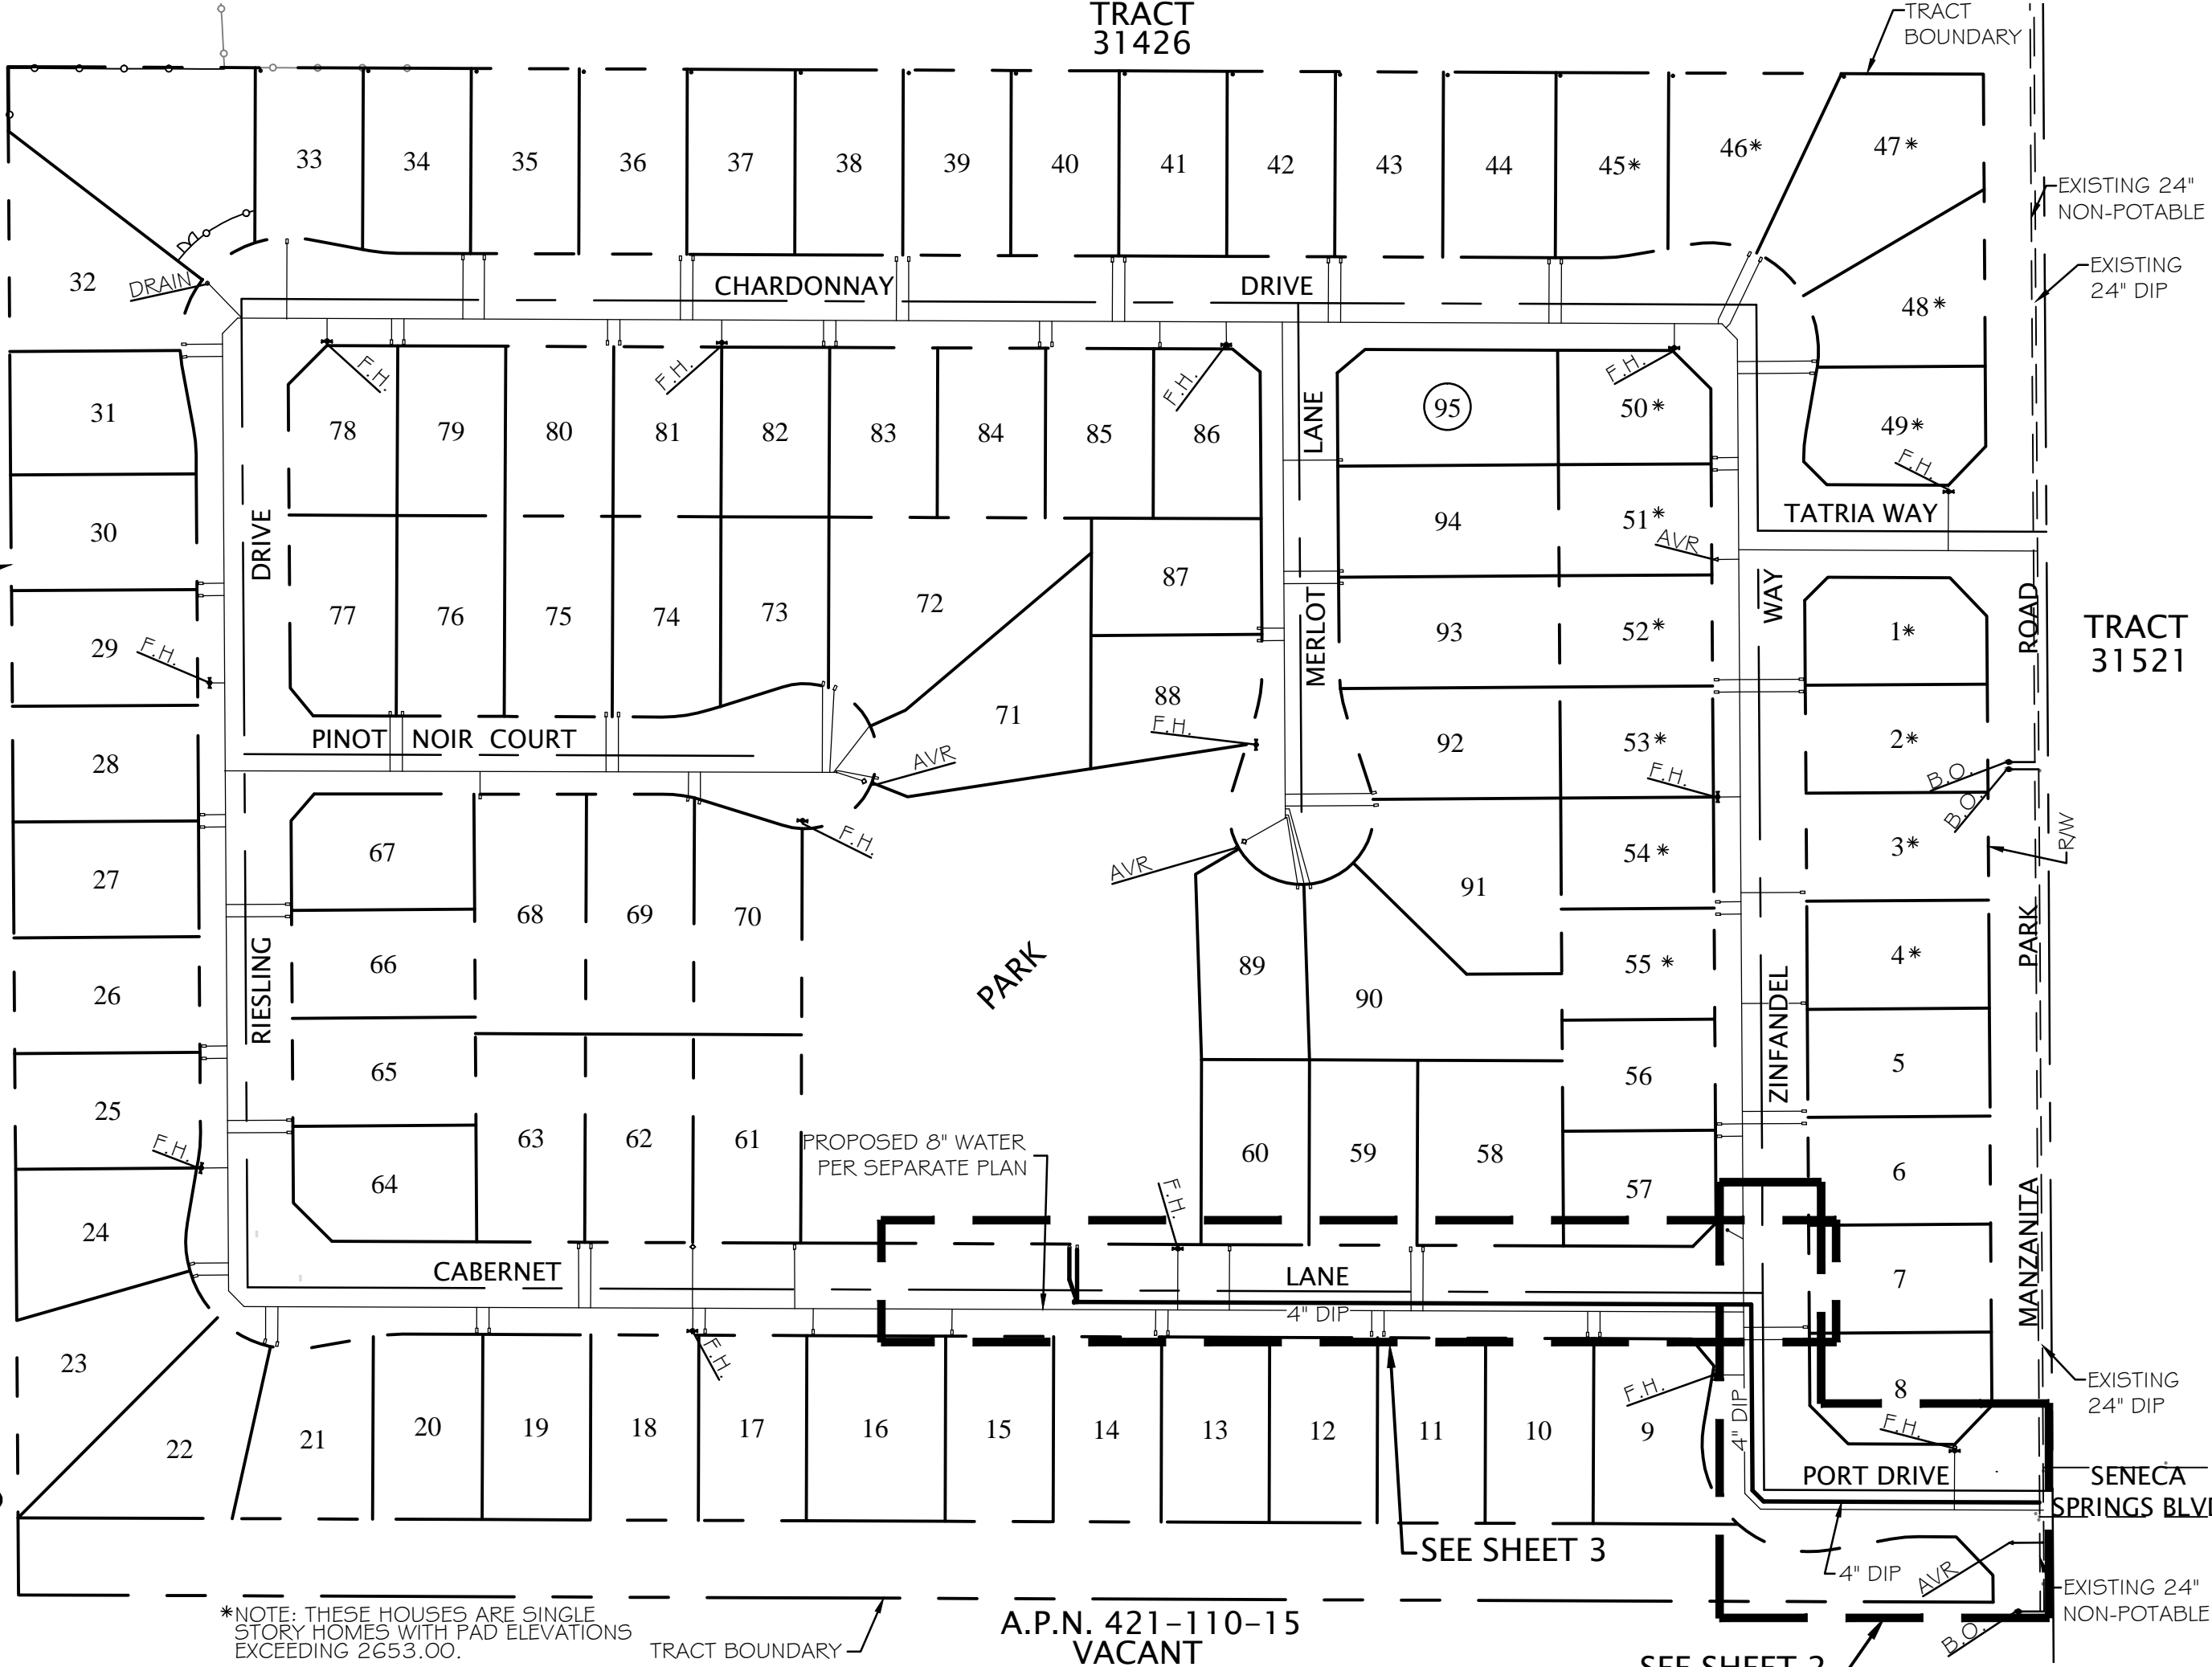 TRACT
31426
TRACT
BOUNDARY
33
34
35
36
37
38
39
40
41
42
43
44
45*
46*
47*
EXISTING 24"
NON-POTABLE
32
DRAIN
CHARDONNAY
DRIVE
EXISTING
24" DIP
48*
31
F.H.
F.H.
F.H.
F.H.
78
79
80
81
82
83
84
85
86
LANE
95
50*
49*
F.H.
30
DRIVE
94
51*
AVR
TATRIA WAY
29
F.H.
77
76
75
74
73
72
87
MERLOT
93
52*
WAY
1*
ROAD
TRACT
31521
28
PINOT NOIR COURT
71
AVR
88
F.H.
92
53*
F.H.
2*
B.O.
B.O.
27
67
F.H.
AVR
54*
3*
R/W
68
69
70
91
26
RIESLING
66
PARK
89
90
55*
ZINFANDEL
4*
PARK
25
65
56
5
F.H.
63
62
61
PROPOSED 8" WATER
PER SEPARATE PLAN
60
59
58
57
6
24
64
F.H.
MANZANITA
CABERNET
LANE
4" DIP
7
23
F.H.
F.H.
4" DIP
8
F.H.
EXISTING
24" DIP
22
21
20
19
18
17
16
15
14
13
12
11
10
9
PORT DRIVE
SENECA
SPRINGS BLV
SEE SHEET 3
4" DIP
AVR
EXISTING 24"
NON-POTABLE
B.O.
*NOTE: THESE HOUSES ARE SINGLE
STORY HOMES WITH PAD ELEVATIONS
EXCEEDING 2653.00.
TRACT BOUNDARY
A.P.N. 421-110-15
VACANT
SEE SHEET 2